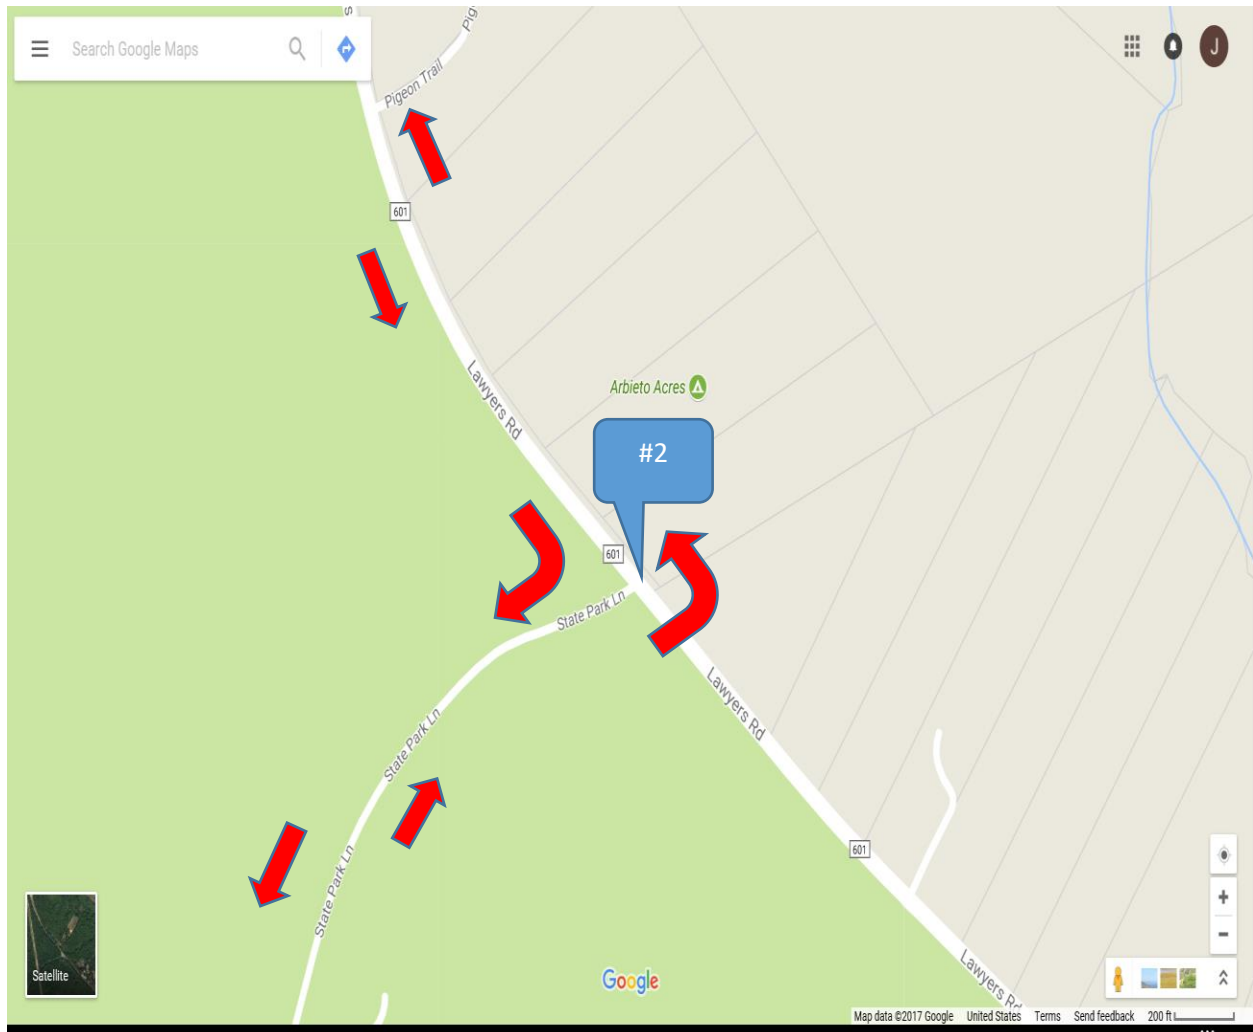 Search Google Maps
J
s
Pig
Pigeon Trail
601
Lawyers Rd
Arbieto Acres
#2
601
State Park Ln
Lawyers Rd
State Park Ln
601
State Park Ln
Satellite
Google
Lawyers Rd
Map data ©2017 Google United States Terms Send feedback 200 ft